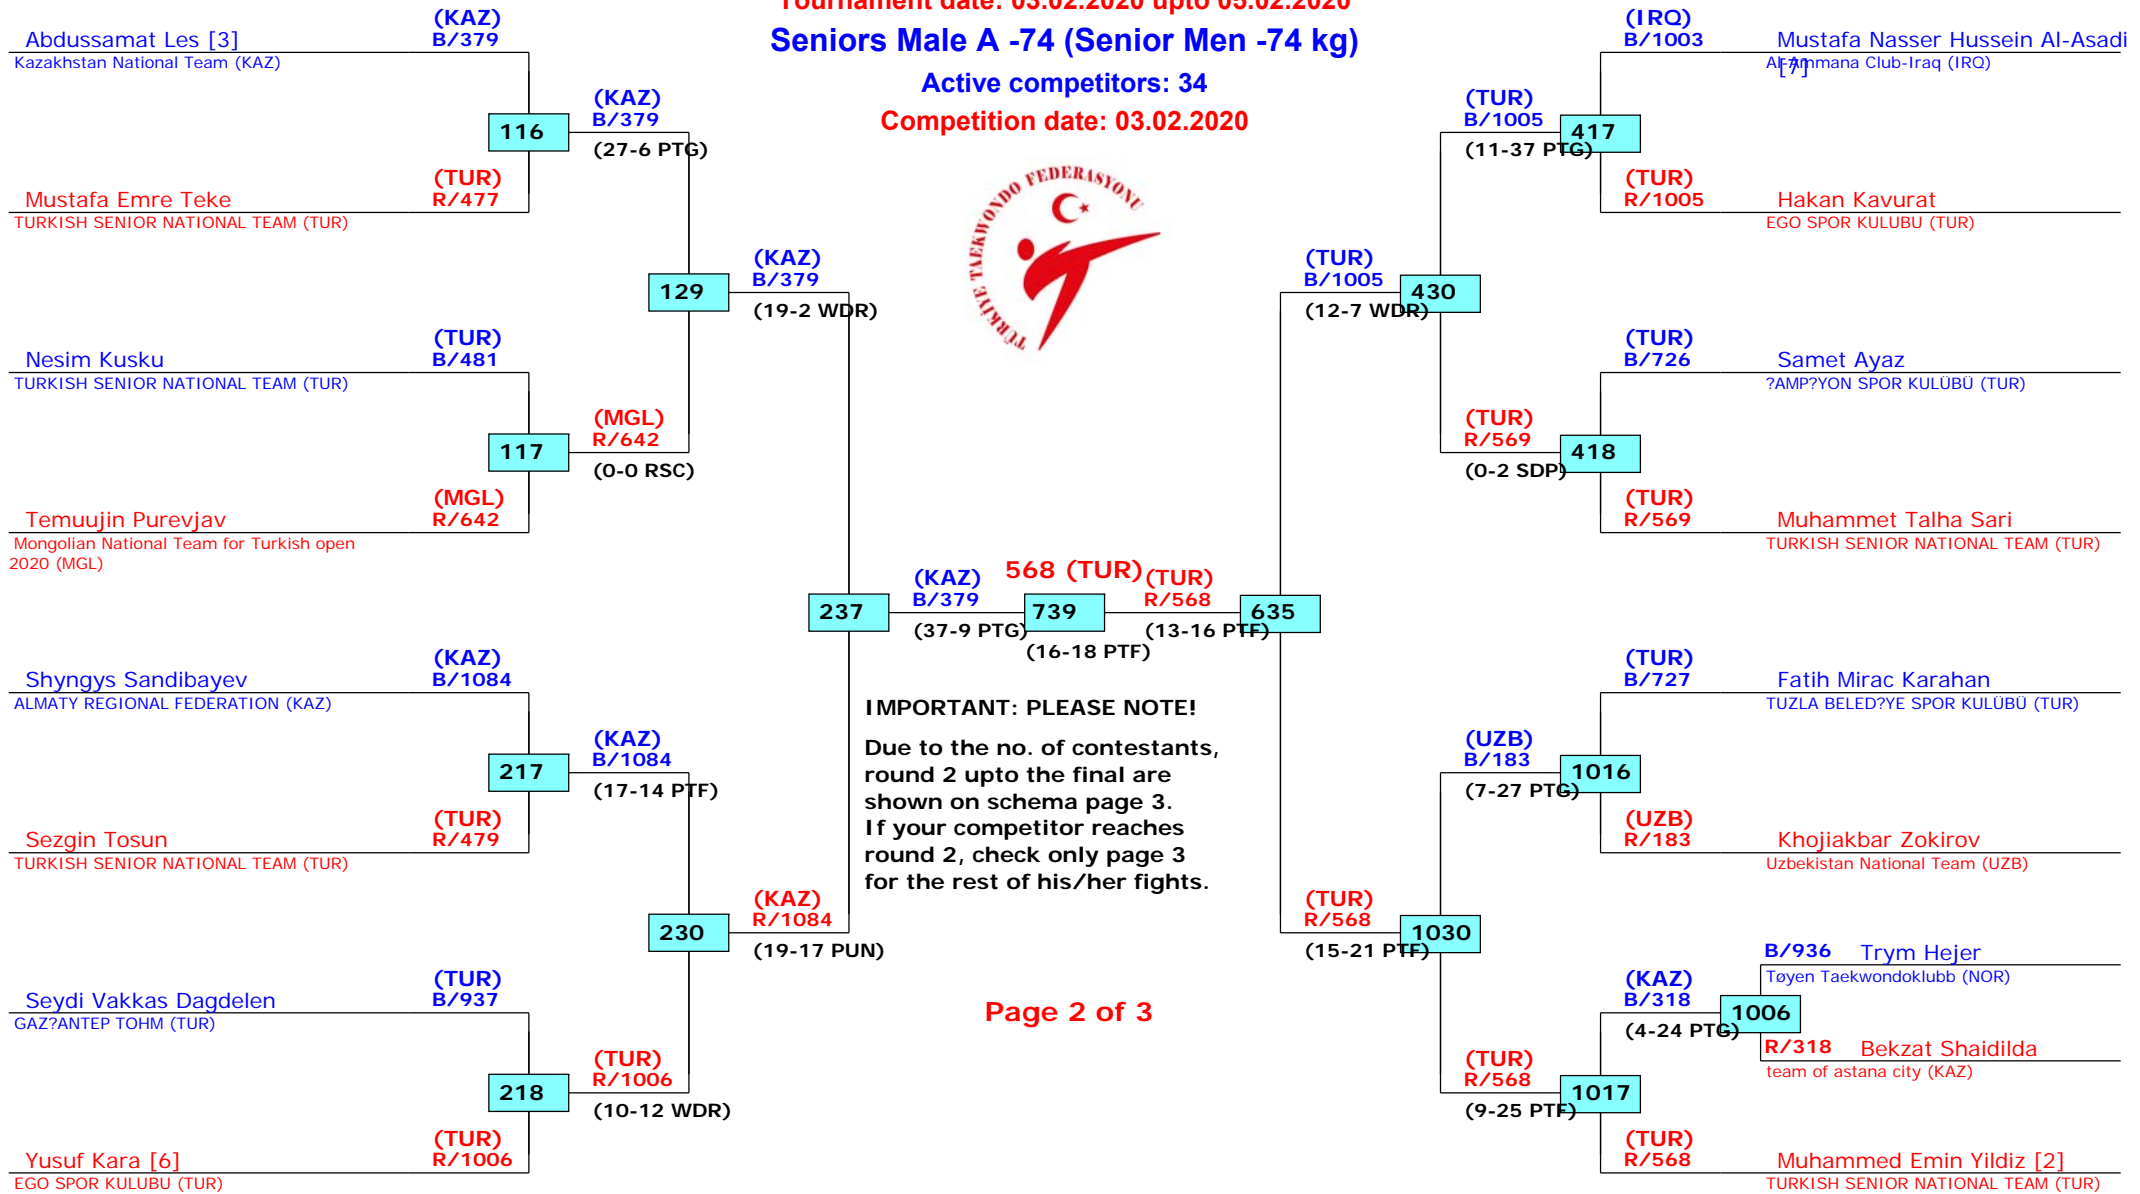 Tournament date: 03.02.2020 upto 05.02.2020
Seniors Male A -74 (Senior Men -74 kg)
Active competitors: 34
Competition date: 03.02.2020
TÜRKİYE TAEKWONDO FEDERASYONU
(KAZ)
Abdussamat Les [3] B/379
Kazakhstan National Team (KAZ)
(KAZ)
B/379
116
(27-6 PTG)
(TUR)
Mustafa Emre Teke R/477
TURKISH SENIOR NATIONAL TEAM (TUR)
(KAZ)
B/379
129
(19-2 WDR)
(TUR)
Nesim Kusku B/481
TURKISH SENIOR NATIONAL TEAM (TUR)
(MGL)
R/642
117
(0-0 RSC)
(MGL)
Temuujin Purevjav R/642
Mongolian National Team for Turkish open
2020 (MGL)
237
(KAZ)
B/379
(37-9 PTG)
(KAZ)
Shyngys Sandibayev B/1084
ALMATY REGIONAL FEDERATION (KAZ)
(KAZ)
B/1084
217
(17-14 PTF)
(TUR)
Sezgin Tosun R/479
TURKISH SENIOR NATIONAL TEAM (TUR)
(KAZ)
R/1084
230
(19-17 PUN)
(TUR)
Seydi Vakkas Dagdelen B/937
GAZ?ANTEP TOHM (TUR)
(TUR)
R/1006
218
(10-12 WDR)
(TUR)
Yusuf Kara [6] R/1006
EGO SPOR KULUBU (TUR)
568 (TUR)
739
(16-18 PTF)
IMPORTANT: PLEASE NOTE!
Due to the no. of contestants,
round 2 upto the final are
shown on schema page 3.
If your competitor reaches
round 2, check only page 3
for the rest of his/her fights.
Page 2 of 3
(TUR)
R/568
635
(13-16 PTF)
(IRQ)
B/1003 Mustafa Nasser Hussein Al-Asadi
[7]
Al-Ammana Club-Iraq (IRQ)
(TUR)
B/1005
417
(11-37 PTG)
(TUR)
R/1005 Hakan Kavurat
EGO SPOR KULUBU (TUR)
(TUR)
B/1005
430
(12-7 WDR)
(TUR)
B/726 Samet Ayaz
?AMP?YON SPOR KULÜBÜ (TUR)
(TUR)
R/569
418
(0-2 SDP)
(TUR)
R/569 Muhammet Talha Sari
TURKISH SENIOR NATIONAL TEAM (TUR)
(TUR)
B/727 Fatih Mirac Karahan
TUZLA BELED?YE SPOR KULÜBÜ (TUR)
(UZB)
B/183
1016
(7-27 PTG)
(UZB)
R/183 Khojiakbar Zokirov
Uzbekistan National Team (UZB)
(TUR)
R/568
1030
(15-21 PTF)
B/936 Trym Hejer
Tøyen Taekwondoklubb (NOR)
(KAZ)
B/318
1006
(4-24 PTG)
R/318 Bekzat Shaidilda
team of astana city (KAZ)
(TUR)
R/568
1017
(9-25 PTF)
(TUR)
R/568 Muhammed Emin Yildiz [2]
TURKISH SENIOR NATIONAL TEAM (TUR)